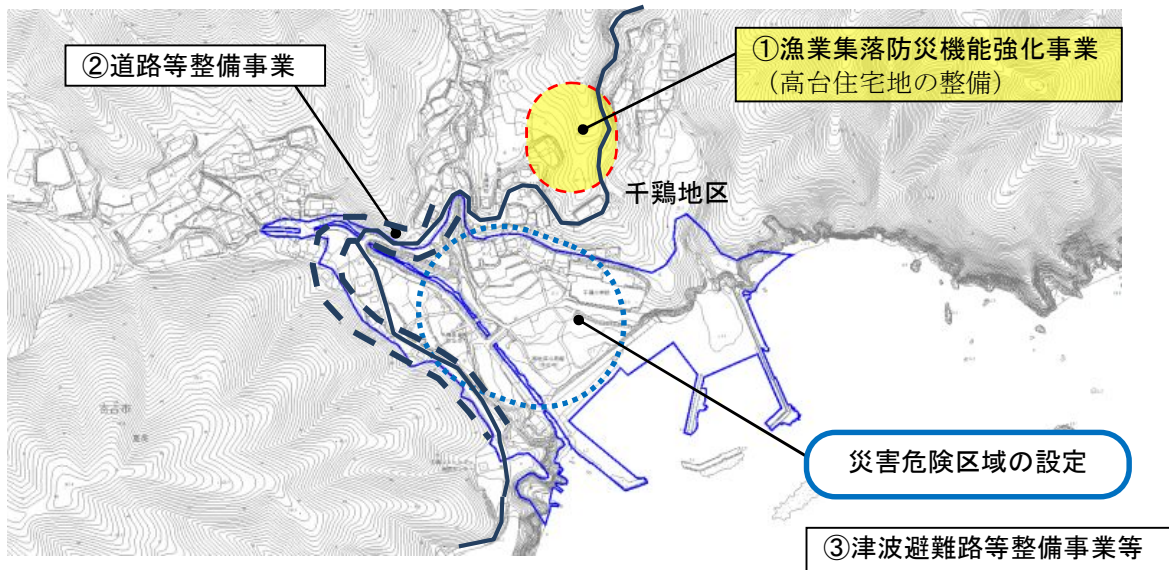 ②道路等整備事業
①漁業集落防災機能強化事業
（高台住宅地の整備）
千鶏地区
災害危険区域の設定
③津波避難路等整備事業等